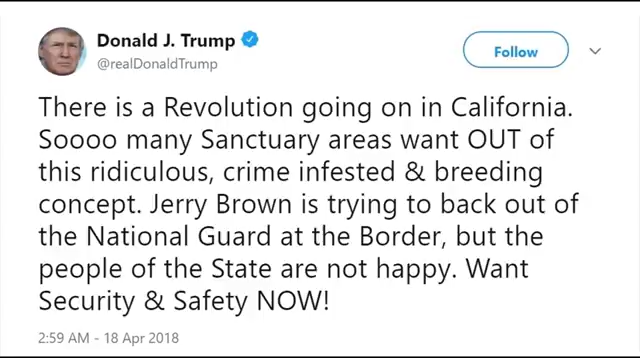 Donald J. Trump
@realDonaldTrump
Follow
There is a Revolution going on in California.
Soooo many Sanctuary areas want OUT of
this ridiculous, crime infested & breeding
concept. Jerry Brown is trying to back out of
the National Guard at the Border, but the
people of the State are not happy. Want
Security & Safety NOW!
2:59 AM - 18 Apr 2018